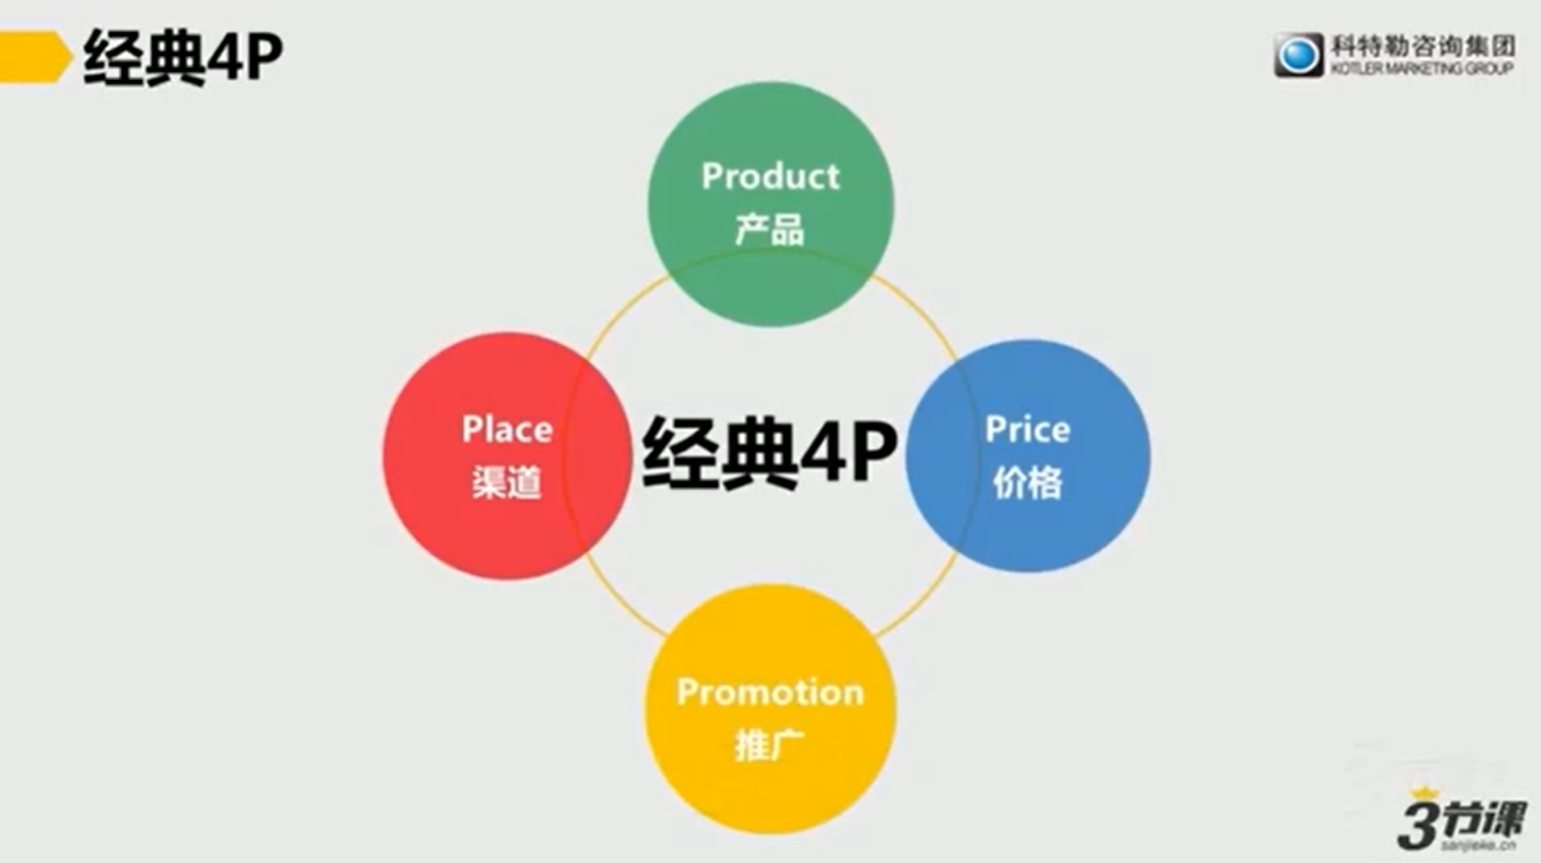 经典4P
科特勒咨询集团
KOTLER MARKETING GROUP
Product
产品
Place
渠道
经典4P
Price
价格
Promotion
推广
3节课
sanjieke.cn